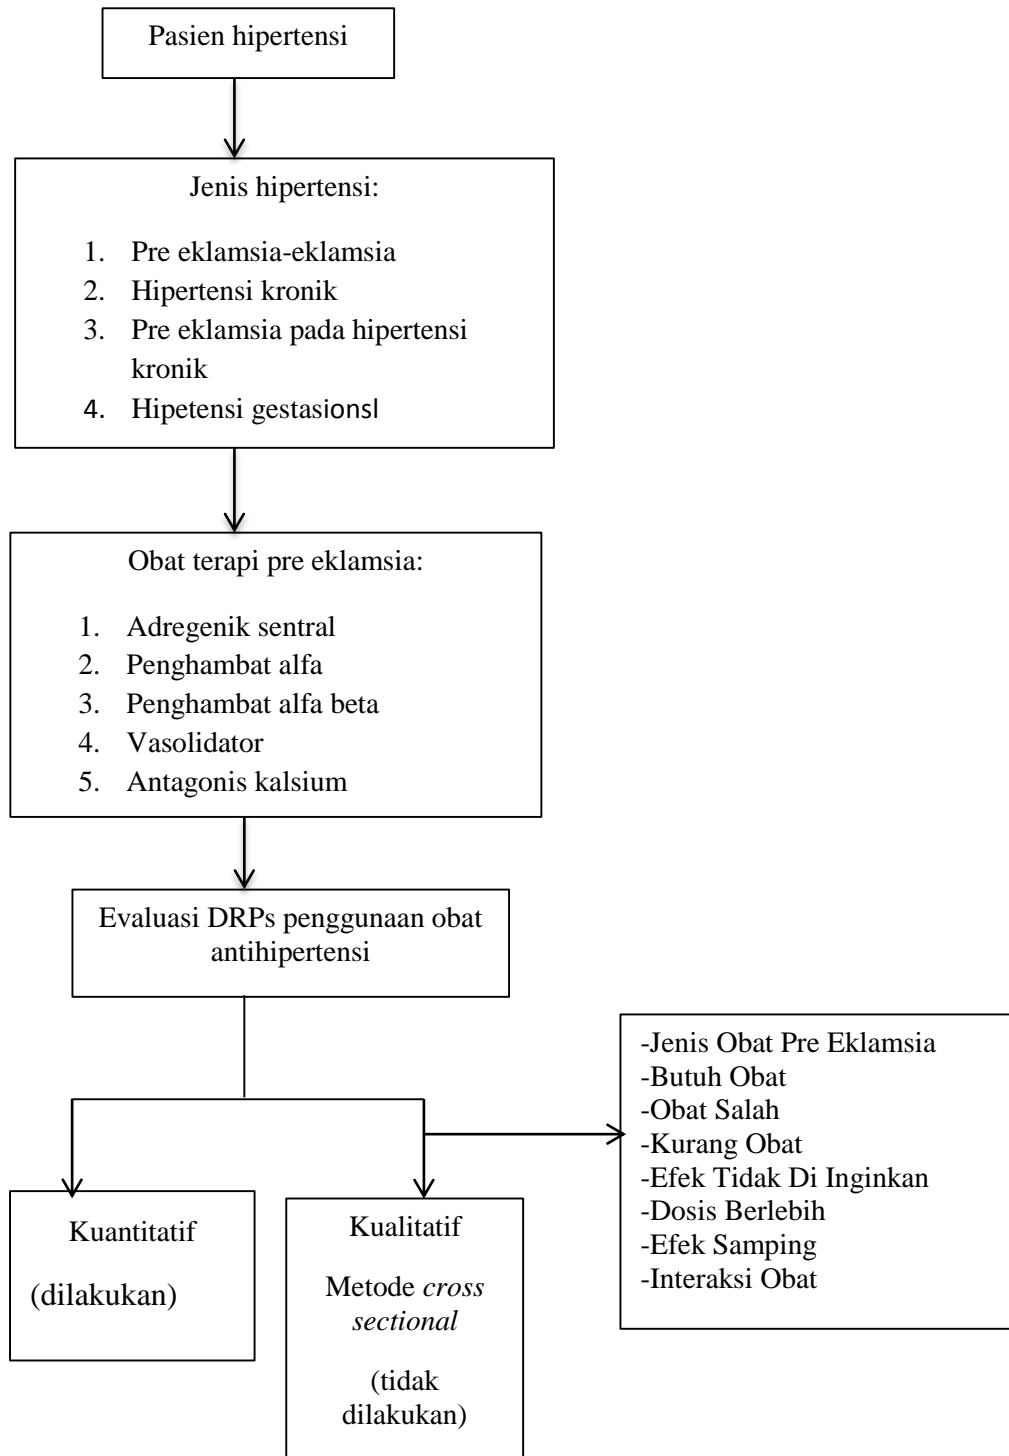 Pasien hipertensi
Jenis hipertensi:
1. Pre eklamsia-eklamsia
2. Hipertensi kronik
3. Pre eklamsia pada hipertensi
kronik
4. Hipetensi gestasionsl
Obat terapi pre eklamsia:
1. Adregenik sentral
2. Penghambat alfa
3. Penghambat alfa beta
4. Vasolidator
5. Antagonis kalsium
Evaluasi DRPs penggunaan obat
antihipertensi
-Jenis Obat Pre Eklamsia
-Butuh Obat
-Obat Salah
-Kurang Obat
-Efek Tidak Di Inginkan
-Dosis Berlebih
-Efek Samping
-Interaksi Obat
Kuantitatif
(dilakukan)
Kualitatif
Metode cross
sectional
(tidak
dilakukan)